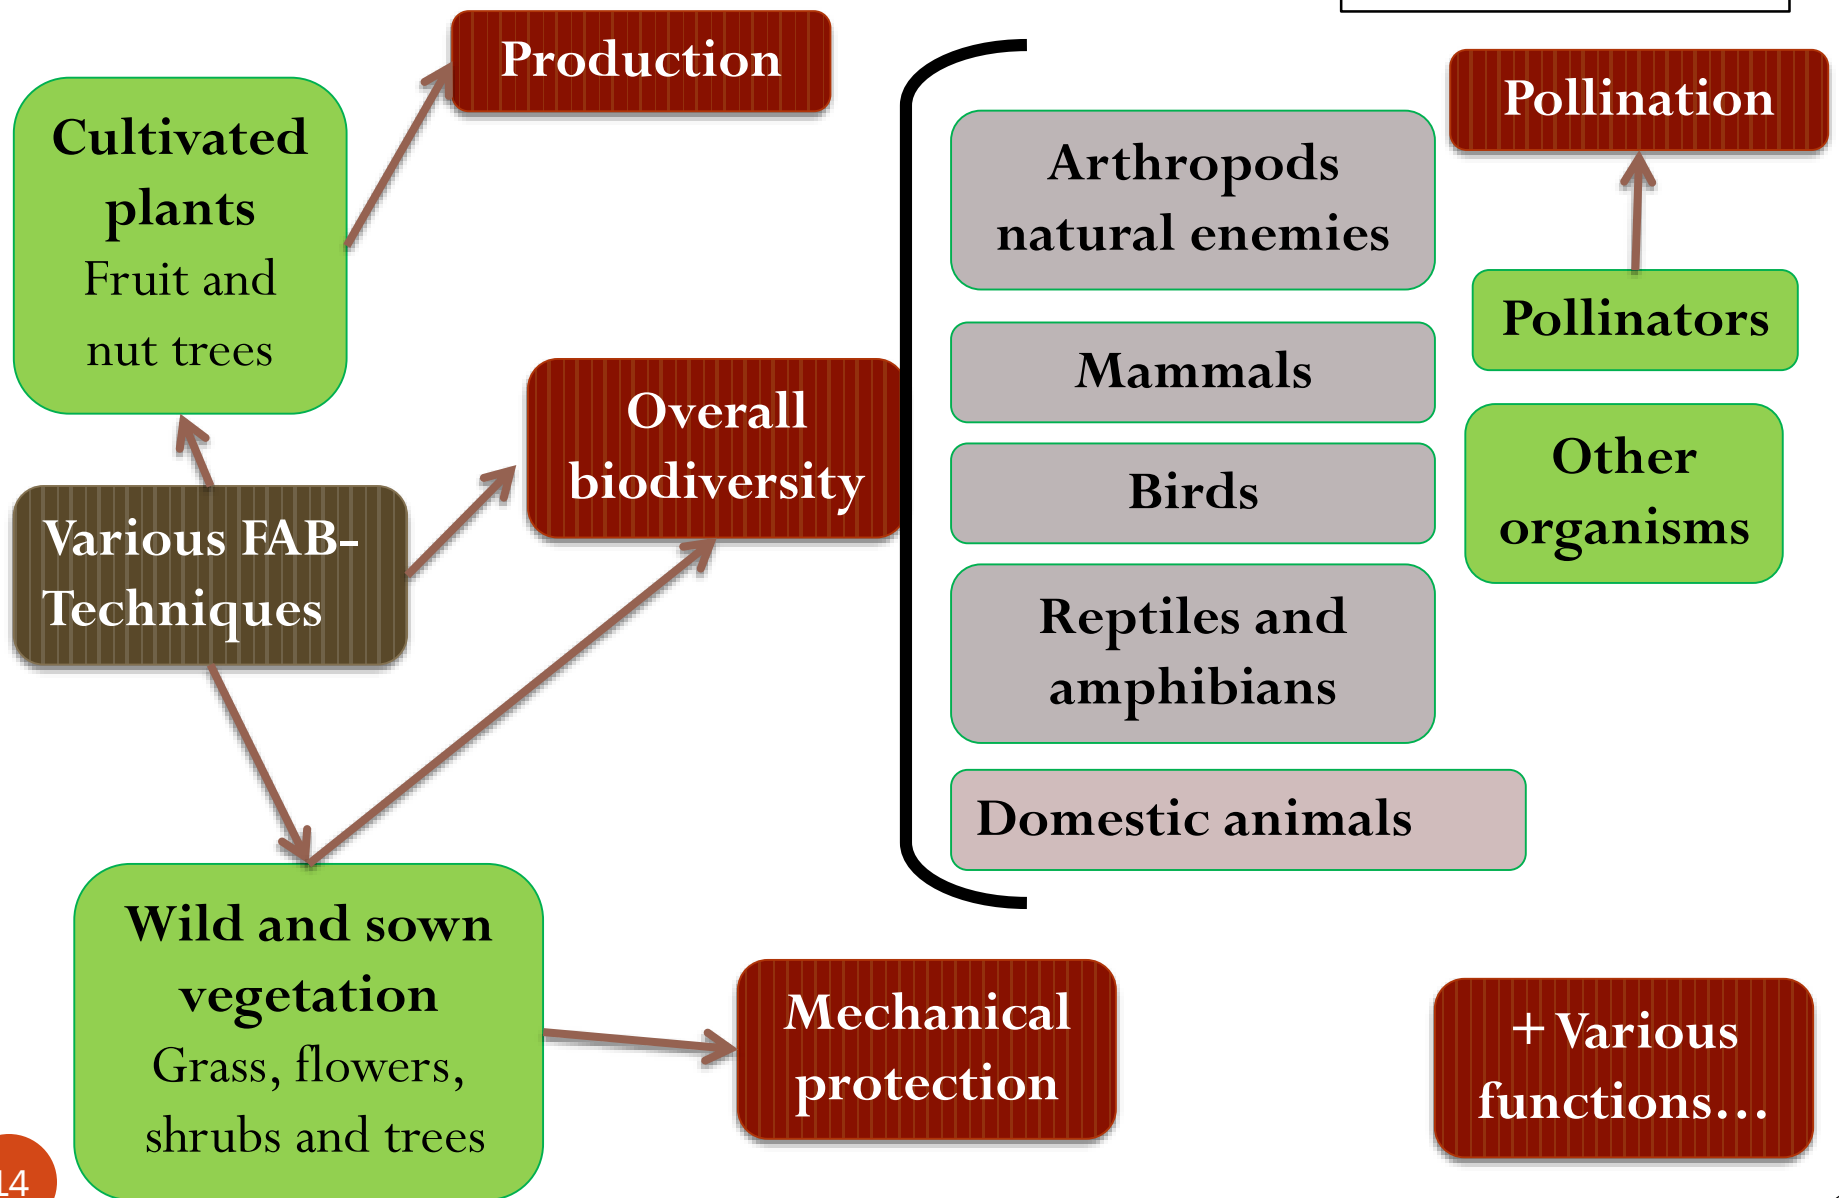 Production
Cultivated
plants
Fruit and
nut trees
Various FAB-
Techniques
Overall
biodiversity
Wild and sown
vegetation
Grass, flowers,
shrubs and trees
Mechanical
protection
Arthropods
natural enemies
Mammals
Birds
Reptiles and
amphibians
Domestic animals
Pollination
Pollinators
Other
organisms
+ Various
functions...
14